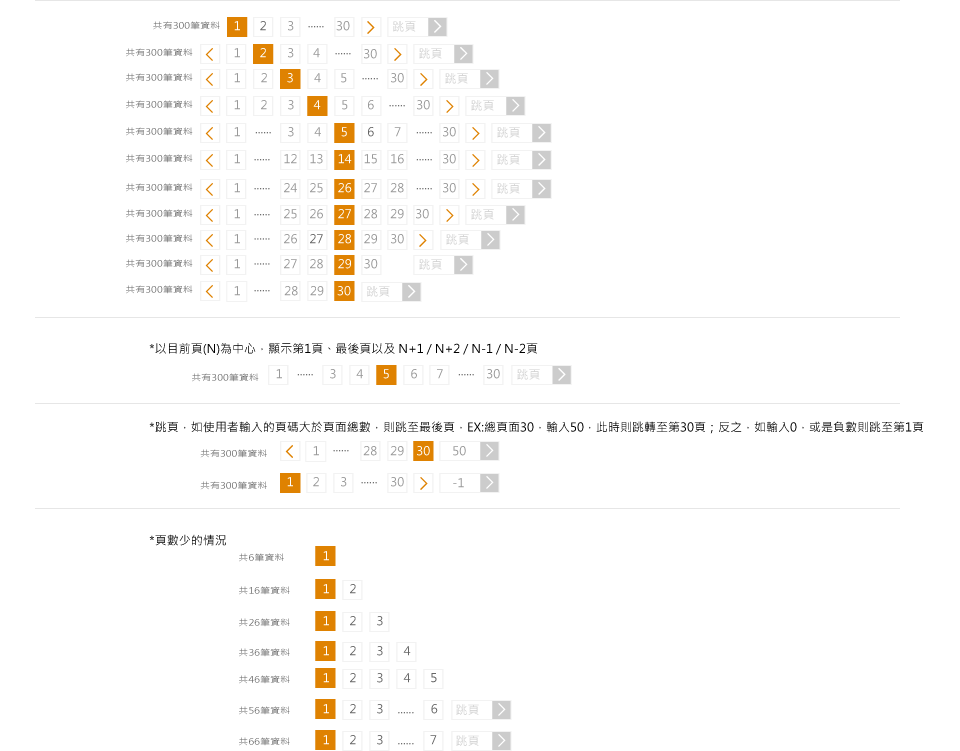 共有300筆資料 1 2 3 ...... 30 > 跳頁 >
共有300筆資料 < 1 2 3 4 ...... 30 > 跳頁 >
共有300筆資料 < 1 2 3 4 5 ...... 30 > 跳頁 >
共有300筆資料 < 1 2 3 4 5 6 ...... 30 > 跳頁 >
共有300筆資料 < 1 ...... 3 4 5 6 7 ...... 30 > 跳頁 >
共有300筆資料 < 1 ...... 12 13 14 15 16 ...... 30 > 跳頁 >
共有300筆資料 < 1 ...... 24 25 26 27 28 ...... 30 > 跳頁 >
共有300筆資料 < 1 ...... 25 26 27 28 29 30 > 跳頁 >
共有300筆資料 < 1 ...... 26 27 28 29 30 > 跳頁 >
共有300筆資料 < 1 ...... 27 28 29 30 跳頁 >
共有300筆資料 < 1 ...... 28 29 30 跳頁 >
*以目前頁(N)為中心，顯示第1頁、最後頁以及 N+1 / N+2 / N-1 / N-2頁
共有300筆資料 1 ...... 3 4 5 6 7 ...... 30 跳頁 >
*跳頁，如使用者輸入的頁碼大於頁面總數，則跳至最後頁，EX:總頁面30，輸入50，此時則跳轉至第30頁；反之，如輸入0，或是負數則跳至第1頁
共有300筆資料 < 1 ...... 28 29 30 50 >
共有300筆資料 1 2 3 ...... 30 > -1 >
*頁數少的情況
共6筆資料 1
共16筆資料 1 2
共26筆資料 1 2 3
共36筆資料 1 2 3 4
共46筆資料 1 2 3 4 5
共56筆資料 1 2 3 ...... 6 跳頁 >
共66筆資料 1 2 3 ...... 7 跳頁 >